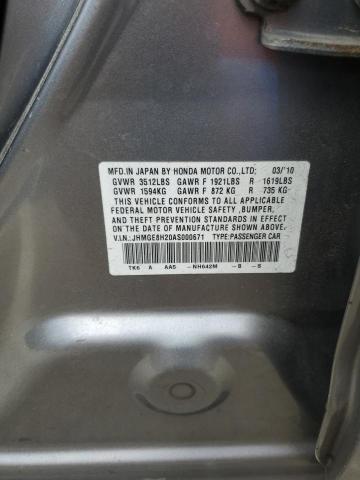 MFD.IN JAPAN BY HONDA MOTOR CO.,LTD: 03/'10
GVWR 3512LBS GAWR F 1921LBS R 1619LBS
GVWR 1594KG GAWR F 872 KG R 735 KG
THIS VEHICLE CONFORMS TO ALL APPLICABLE
FEDERAL MOTOR VEHICLE SAFETY ,BUMPER,
AND THEFT PREVENTION STANDARDS IN EFFECT
ON THE DATE OF MANUFACTURE SHOWN ABOVE.
V.I.N.: JHMGE8H20AS000671 TYPE:PASSENGER CAR
TK6 A AA5 -NH642M -B -S